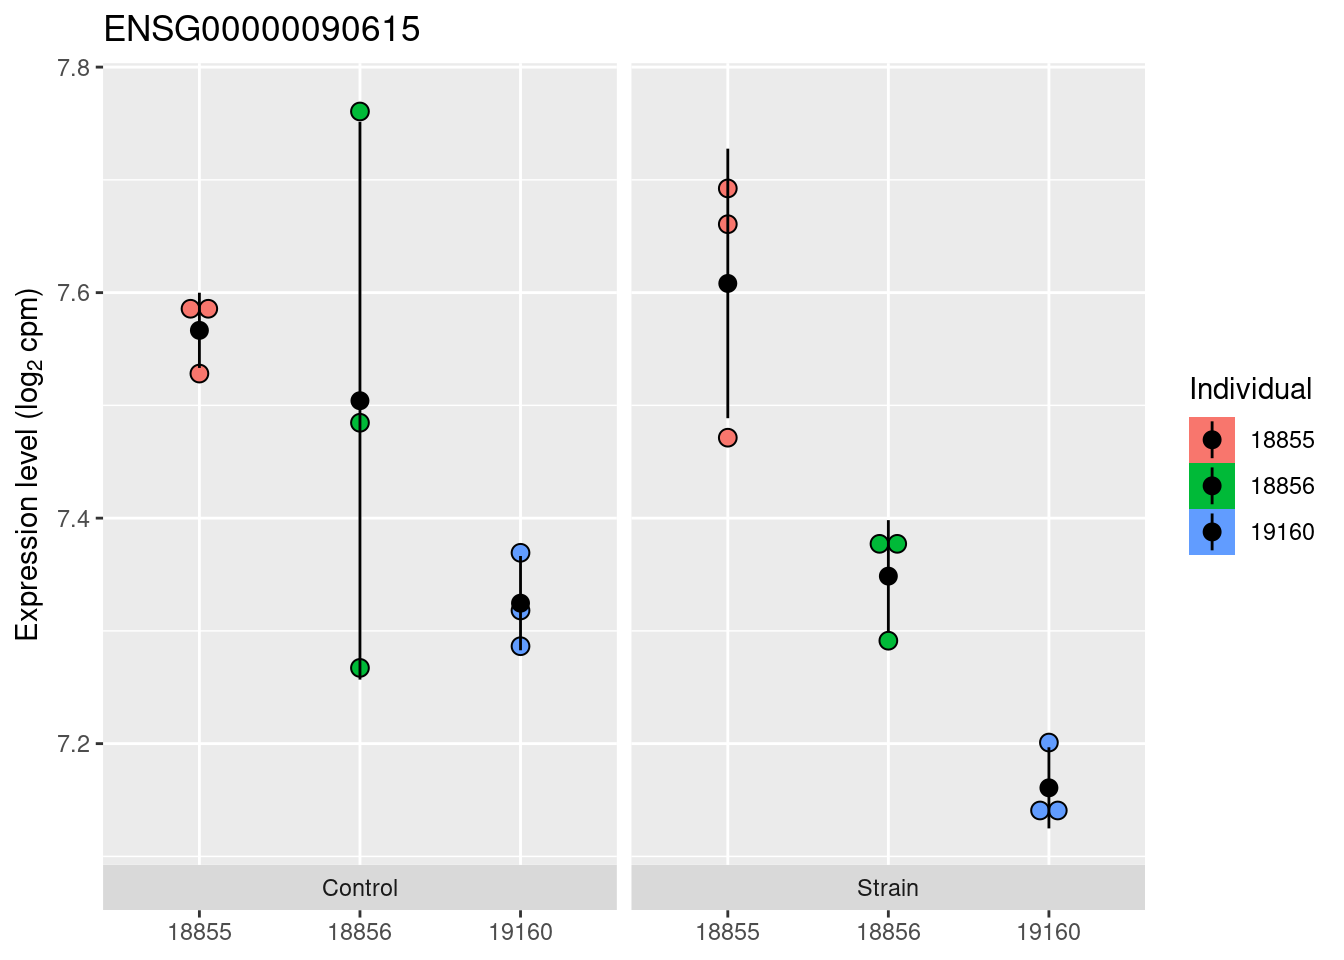 ENSG00000090615
Expression level (log₂ cpm)
7.8
7.6
7.4
7.2
Control
Strain
18855
18856
19160
18855
18856
19160
Individual
18855
18856
19160